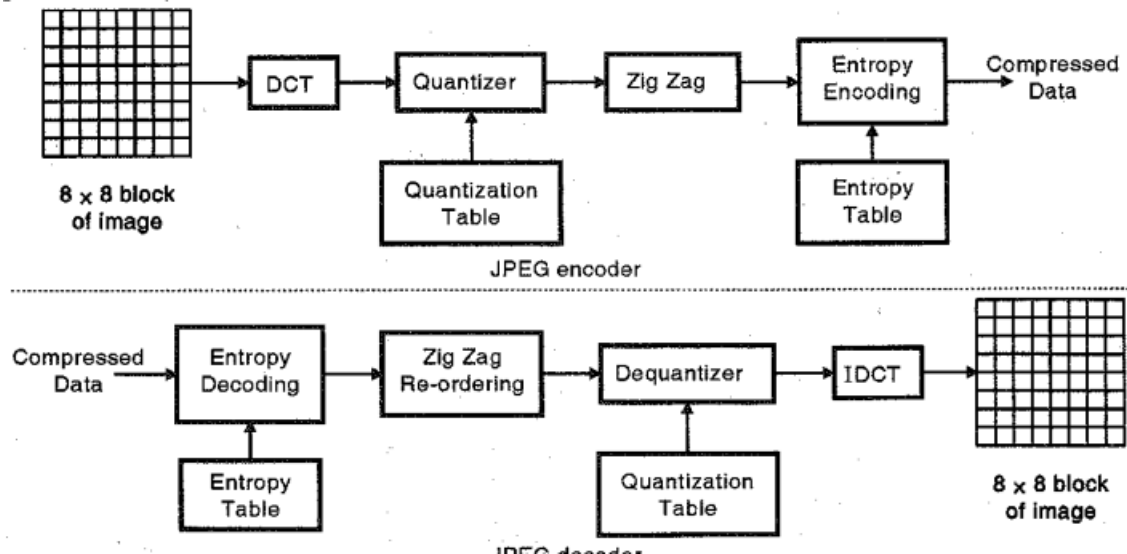 DCT
Quantizer
Zig Zag
Entropy
Encoding
Compressed
Data
8 × 8 block
of image
Quantization
Table
Entropy
Table
JPEG encoder
Compressed
Data
Entropy
Decoding
Zig Zag
Re-ordering
Dequantizer
IDCT
Entropy
Table
Quantization
Table
8 × 8 block
of image
JPEG decoder